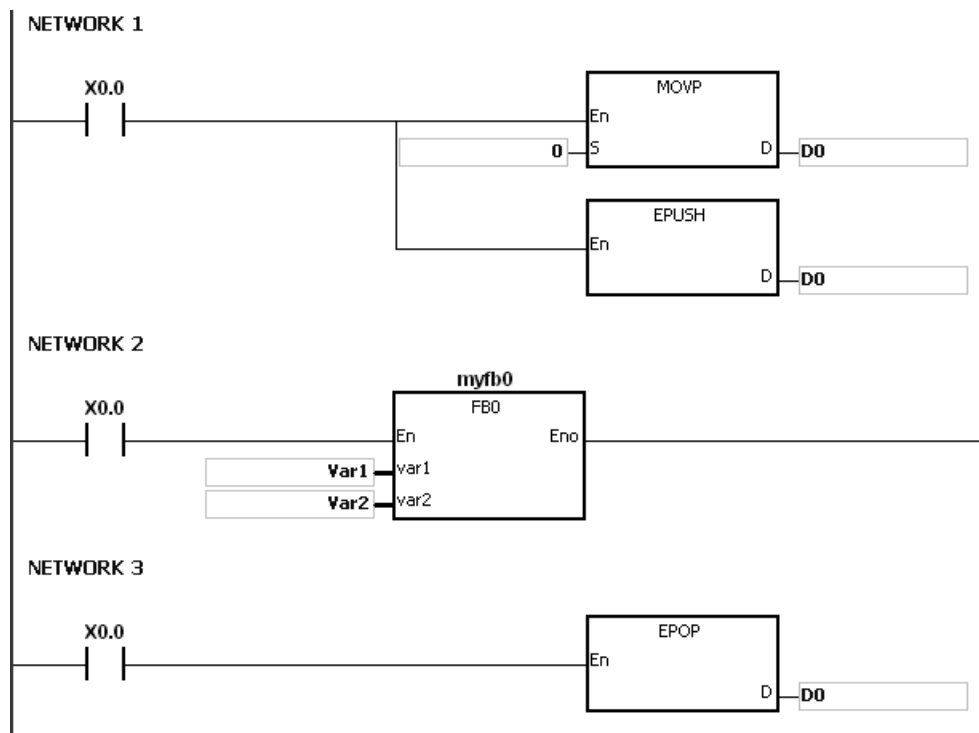 NETWORK 1
X0.0
MOVP
En
0 S D D0
EPUSH
En
D D0
NETWORK 2
myfb0
X0.0
FB0
En Eno
Var1 var1
Var2 var2
NETWORK 3
X0.0
EPOP
En
D D0